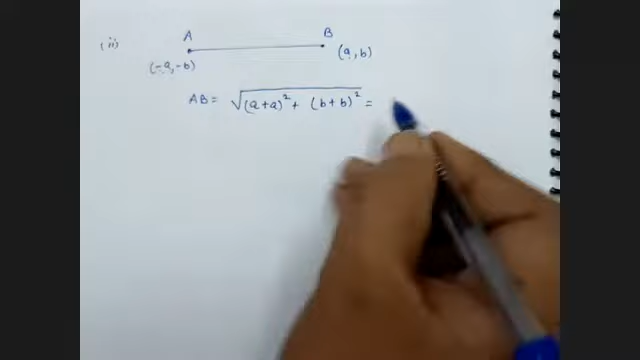 (ii) A B
(-a, -b) (a, b)
AB = √(a+a)² + (b+b)² =